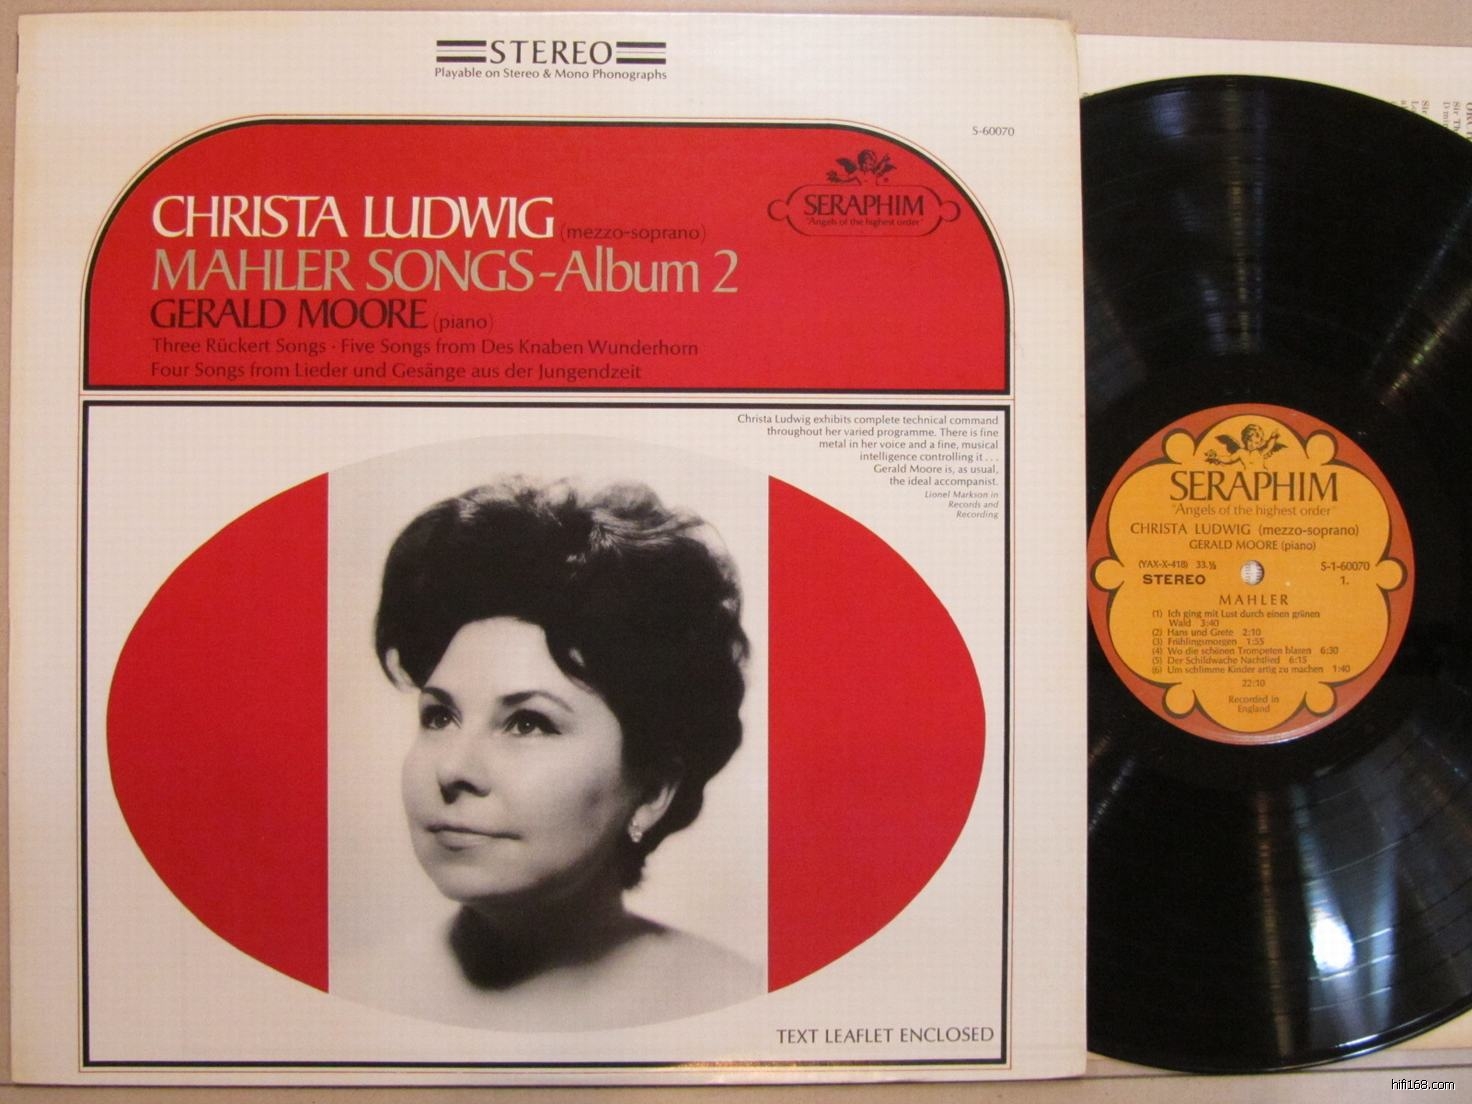 STEREO
Playable on Stereo & Mono Phonographs
S-60070
SERAPHIM
"Angels of the highest order"
CHRISTA LUDWIG (mezzo-soprano)
MAHLER SONGS-Album 2
GERALD MOORE (piano)
Three Rückert Songs · Five Songs from Des Knaben Wunderhorn
Four Songs from Lieder und Gesänge aus der Jungendzeit
Christa Ludwig exhibits complete technical command
throughout her varied programme. There is fine
metal in her voice and a fine, musical
intelligence controlling it . . .
Gerald Moore is, as usual,
the ideal accompanist.
Lionel Markson in
Records and
Recording
TEXT LEAFLET ENCLOSED
SERAPHIM
"Angels of the highest order"
CHRISTA LUDWIG (mezzo-soprano)
GERALD MOORE (piano)
(YAX-X-418) 33.⅓ S-1-60070
STEREO 1.
MAHLER
(1) Ich ging mit Lust durch einen grünen
Wald 3:40
(2) Hans und Grete 2:10
(3) Frühlingsmorgen 1:55
(4) Wo die schönen Trompeten blasen 6:30
(5) Der Schildwache Nachtlied 6:15
(6) Um schlimme Kinder artig zu machen 1:40
22:10
Recorded in
England
hifi168.com